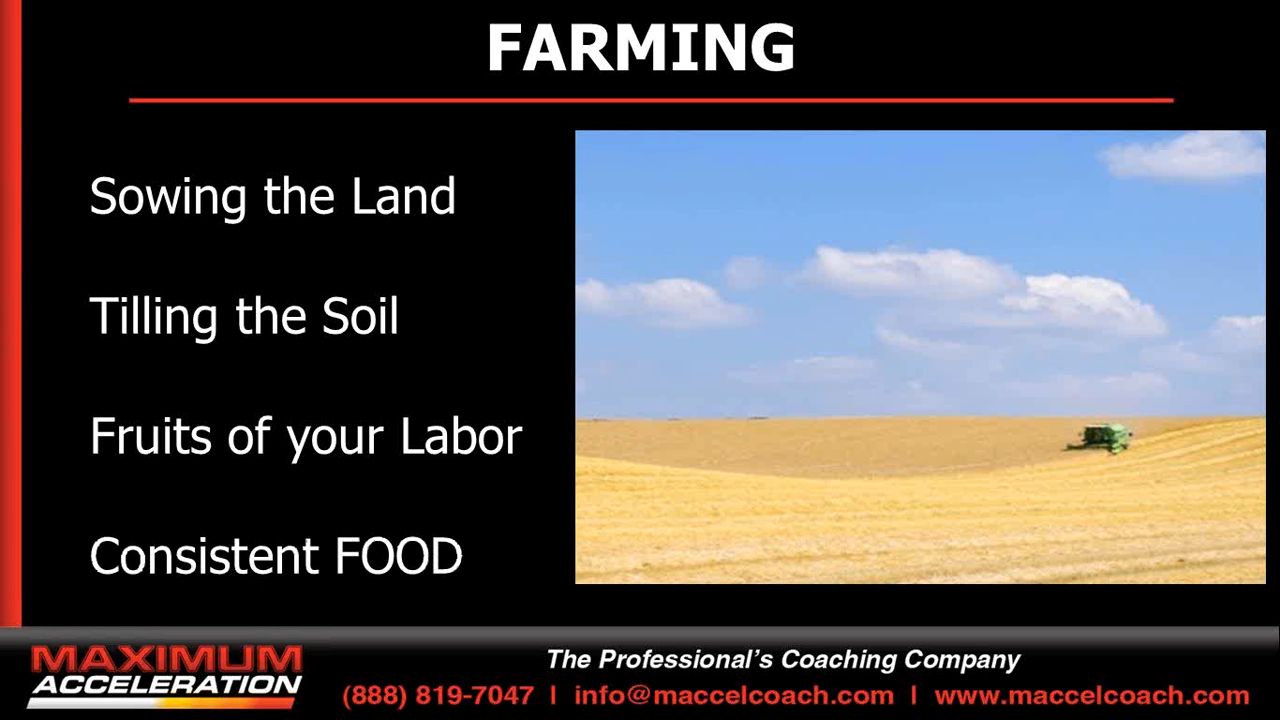 FARMING
Sowing the Land
Tilling the Soil
Fruits of your Labor
Consistent FOOD
MAXIMUM
ACCELERATION
The Professional's Coaching Company
(888) 819-7047 | info@maccelcoach.com | www.maccelcoach.com